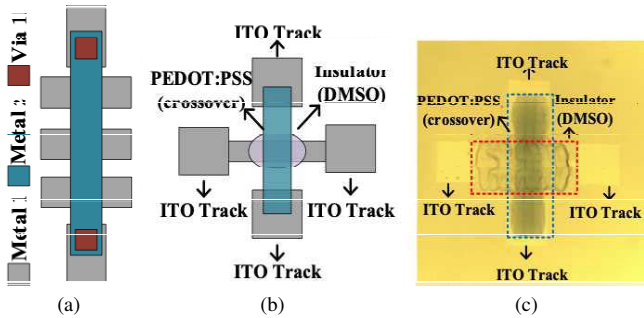 Via 1
Metal 2
Metal 1
(a)
ITO Track
PEDOT:PSS
(crossover)
Insulator
(DMSO)
ITO Track
ITO Track
ITO Track
(b)
ITO Track
PEDOT:PSS
(crossover)
Insulator
(DMSO)
ITO Track
ITO Track
ITO Track
(c)